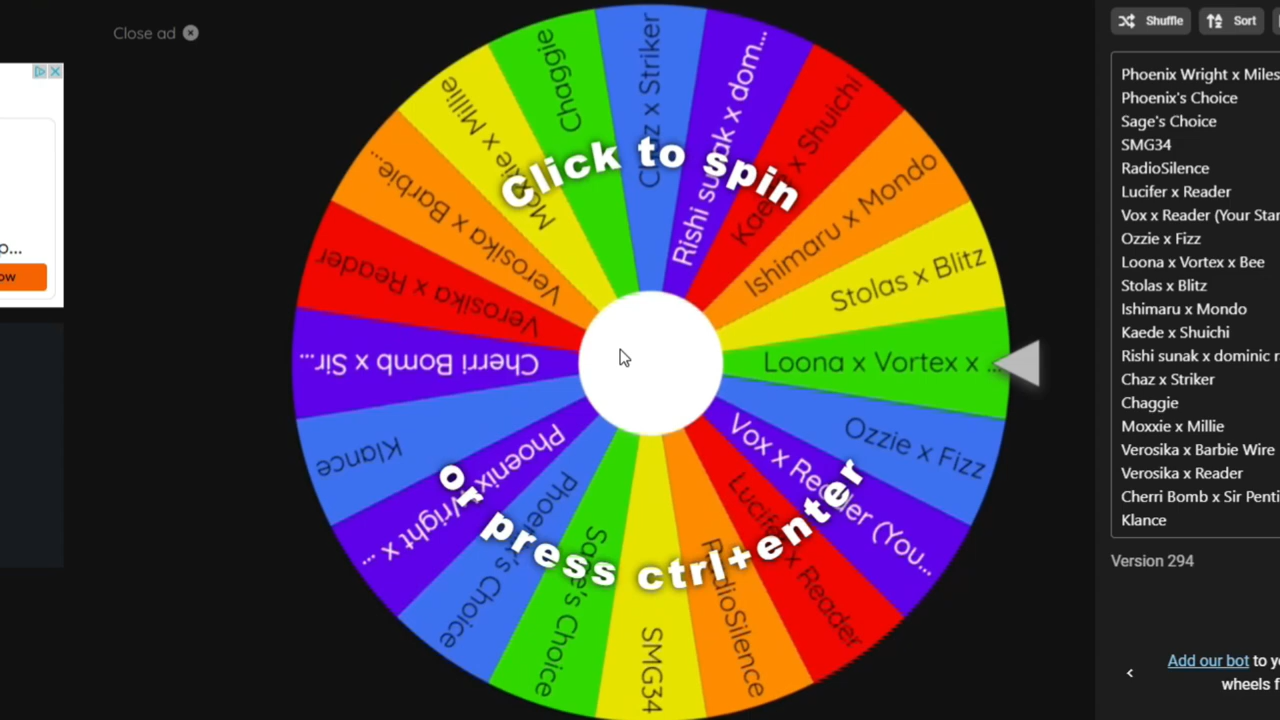 Close ad
p...
ow
Click to spin
or press ctrl+enter
Chaz x Striker
Rishi sunak x dom...
Kaede x Shuichi
Ishimaru x Mondo
Stolas x Blitz
Loona x Vortex x ...
Ozzie x Fizz
Vox x Reader (You...
Lucifer x Reader
RadioSilence
SMG34
Sage's Choice
Phoenix's Choice
Phoenix Wright x ...
Klance
Cherri Bomb x Sir...
Verosika x Reader
Verosika x Barbie...
Moxxie x Millie
Chaggie
Shuffle
Sort
Phoenix Wright x Miles
Phoenix's Choice
Sage's Choice
SMG34
RadioSilence
Lucifer x Reader
Vox x Reader (Your Star
Ozzie x Fizz
Loona x Vortex x Bee
Stolas x Blitz
Ishimaru x Mondo
Kaede x Shuichi
Rishi sunak x dominic r
Chaz x Striker
Chaggie
Moxxie x Millie
Verosika x Barbie Wire
Verosika x Reader
Cherri Bomb x Sir Penti
Klance
Version 294
Add our bot to yo
wheels f